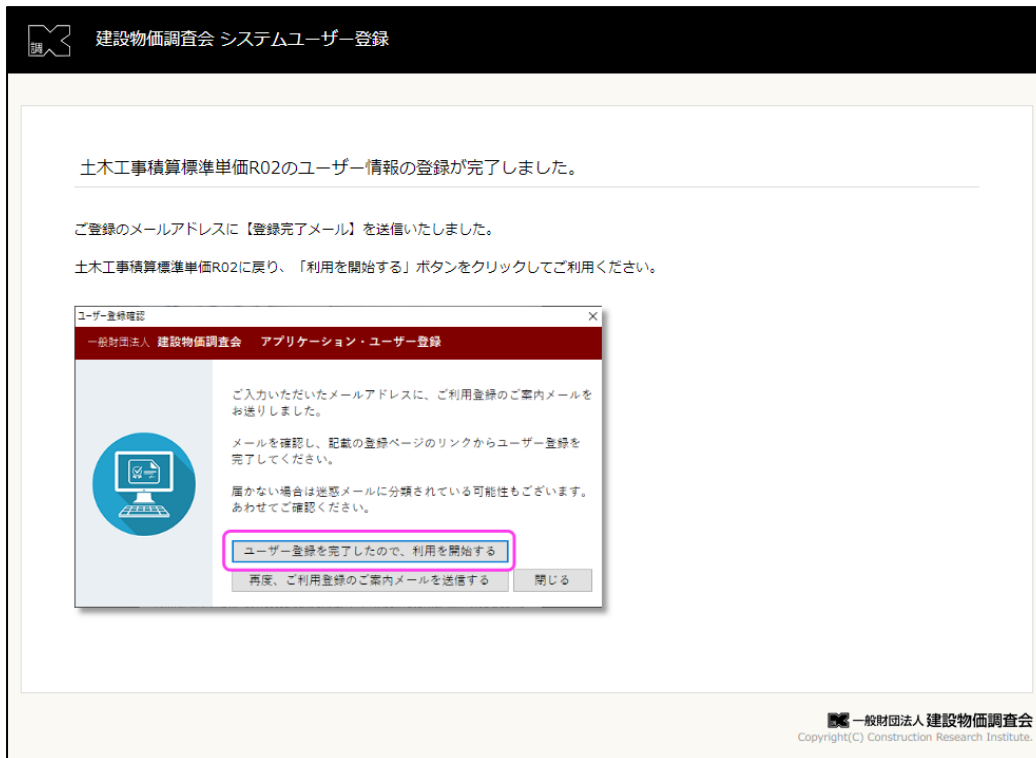 調
建設物価調査会 システムユーザー登録
土木工事積算標準単価R02のユーザー情報の登録が完了しました。
ご登録のメールアドレスに【登録完了メール】を送信いたしました。
土木工事積算標準単価R02に戻り、「利用を開始する」ボタンをクリックしてご利用ください。
ユーザー登録確認
一般財団法人 建設物価調査会 アプリケーション・ユーザー登録
ご入力いただいたメールアドレスに、ご利用登録のご案内メールを
お送りしました。
メールを確認し、記載の登録ページのリンクからユーザー登録を
完了してください。
届かない場合は迷惑メールに分類されている可能性もございます。
あわせてご確認ください。
ユーザー登録を完了したので、利用を開始する
再度、ご利用登録のご案内メールを送信する 閉じる
一般財団法人 建設物価調査会
Copyright(C) Construction Research Institute.